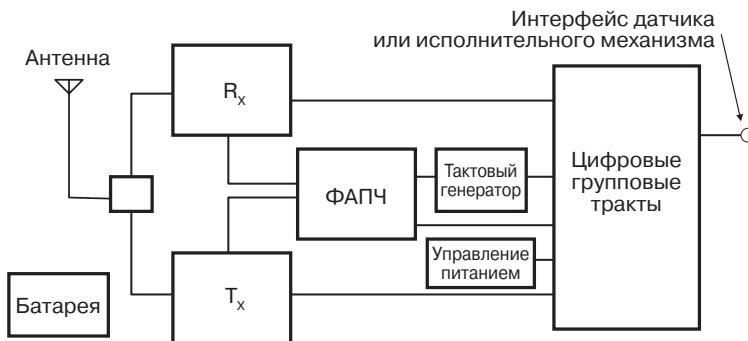 Интерфейс датчика
или исполнительного механизма
Антенна
Rx
ФАПЧ
Тактовый
генератор
Цифровые
групповые
тракты
Управление
питанием
Tx
Батарея